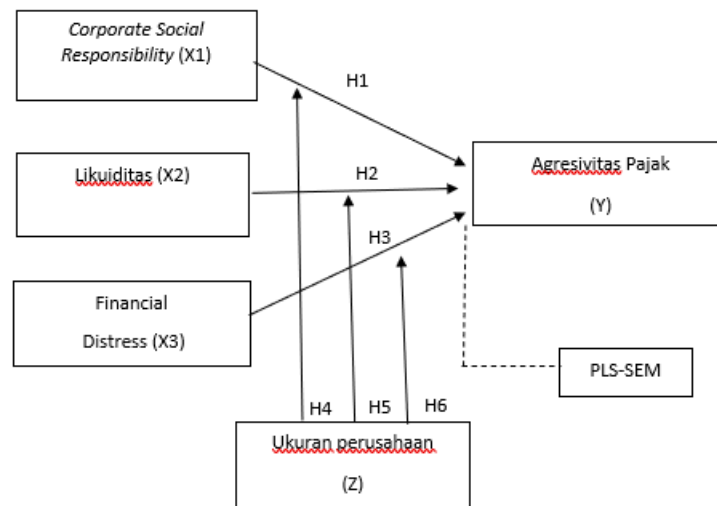 Corporate Social
Responsibility (X1)
H1
Likuiditas (X2)
H2
Agresivitas Pajak
(Y)
H3
Financial
Distress (X3)
PLS-SEM
H4
H5
H6
Ukuran perusahaan
(Z)